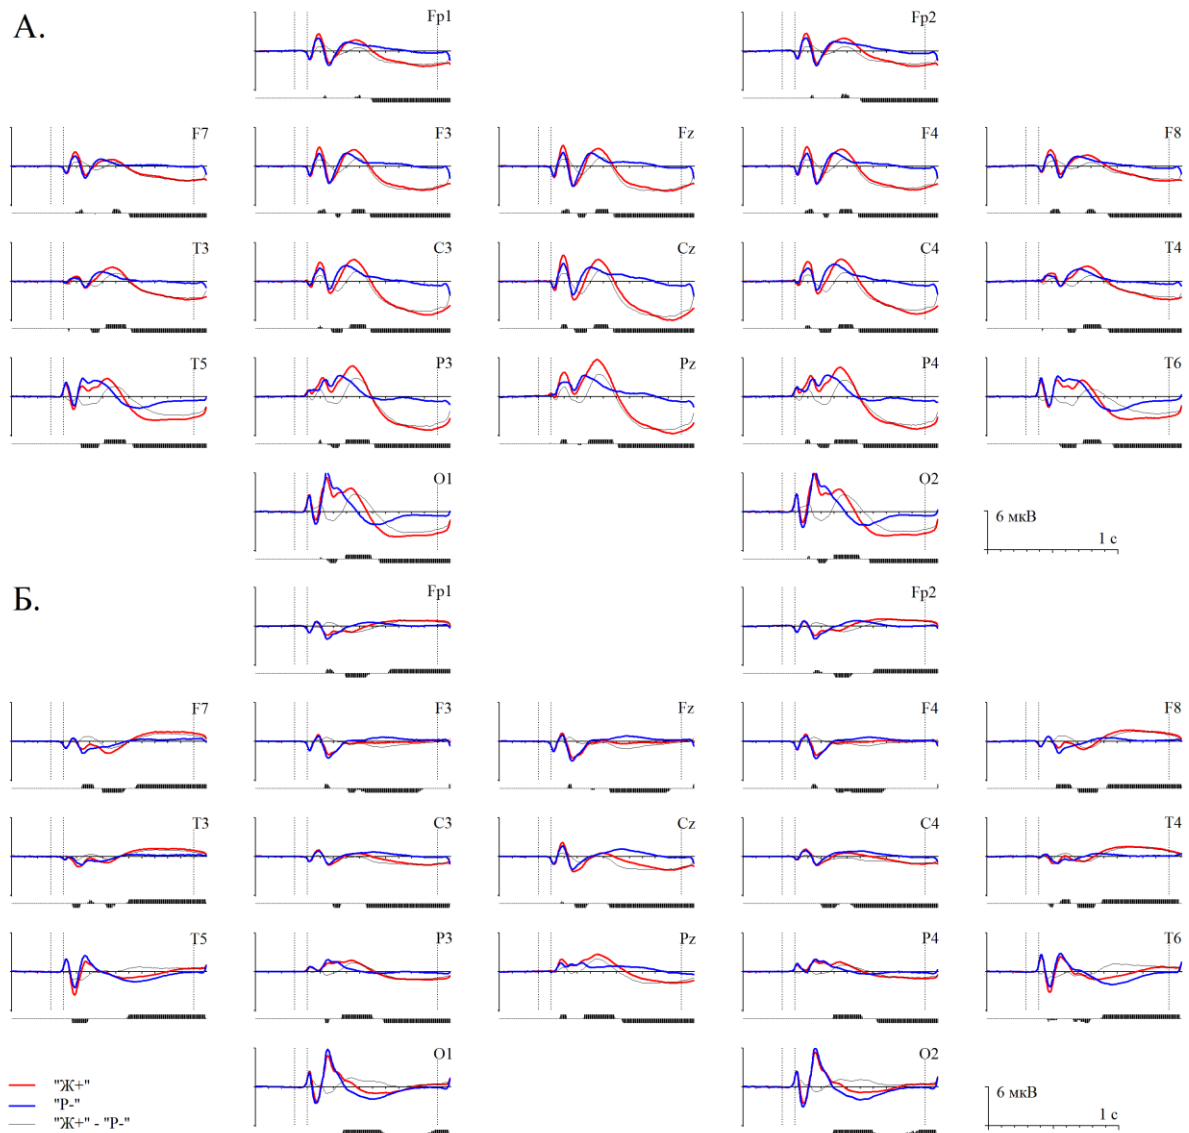 А.
Fp1 Fp2
F7 F3 Fz F4 F8
T3 C3 Cz C4 T4
T5 P3 Pz P4 T6
O1 O2
6 мкВ
1 с
Б.
Fp1 Fp2
F7 F3 Fz F4 F8
T3 C3 Cz C4 T4
T5 P3 Pz P4 T6
O1 O2
"Ж+"
"Р-"
"Ж+" - "Р-"
6 мкВ
1 с